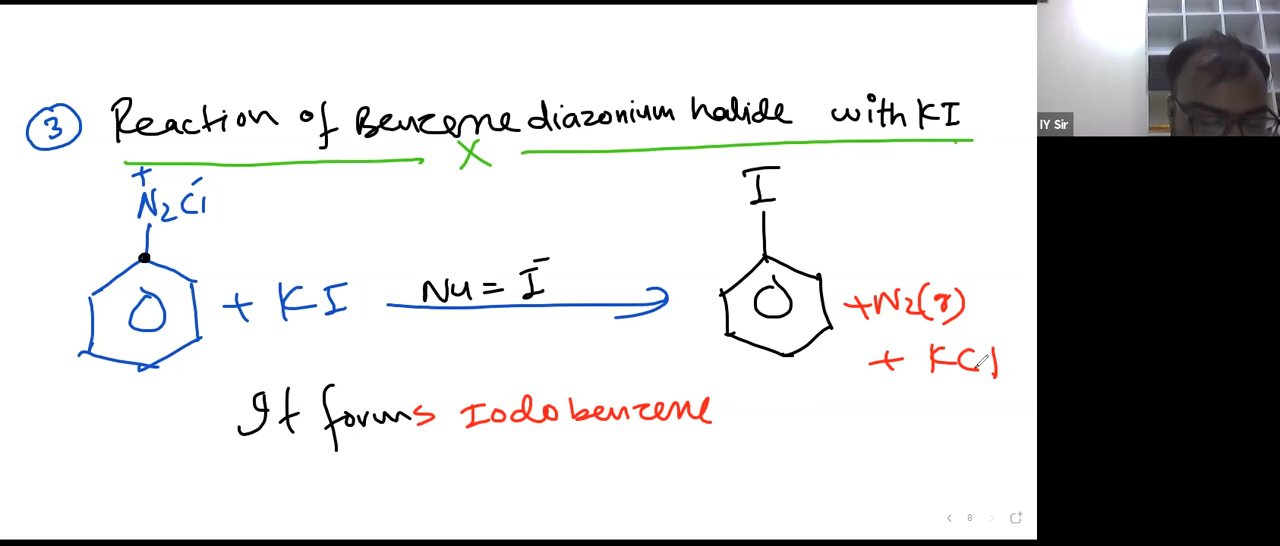 3 Reaction of Benzene diazonium halide with KI
IY Sir
+
N2Cl-
I
+ KI
Nu = I-
+ N2(g)
+ KCl
It forms Iodobenzene
8